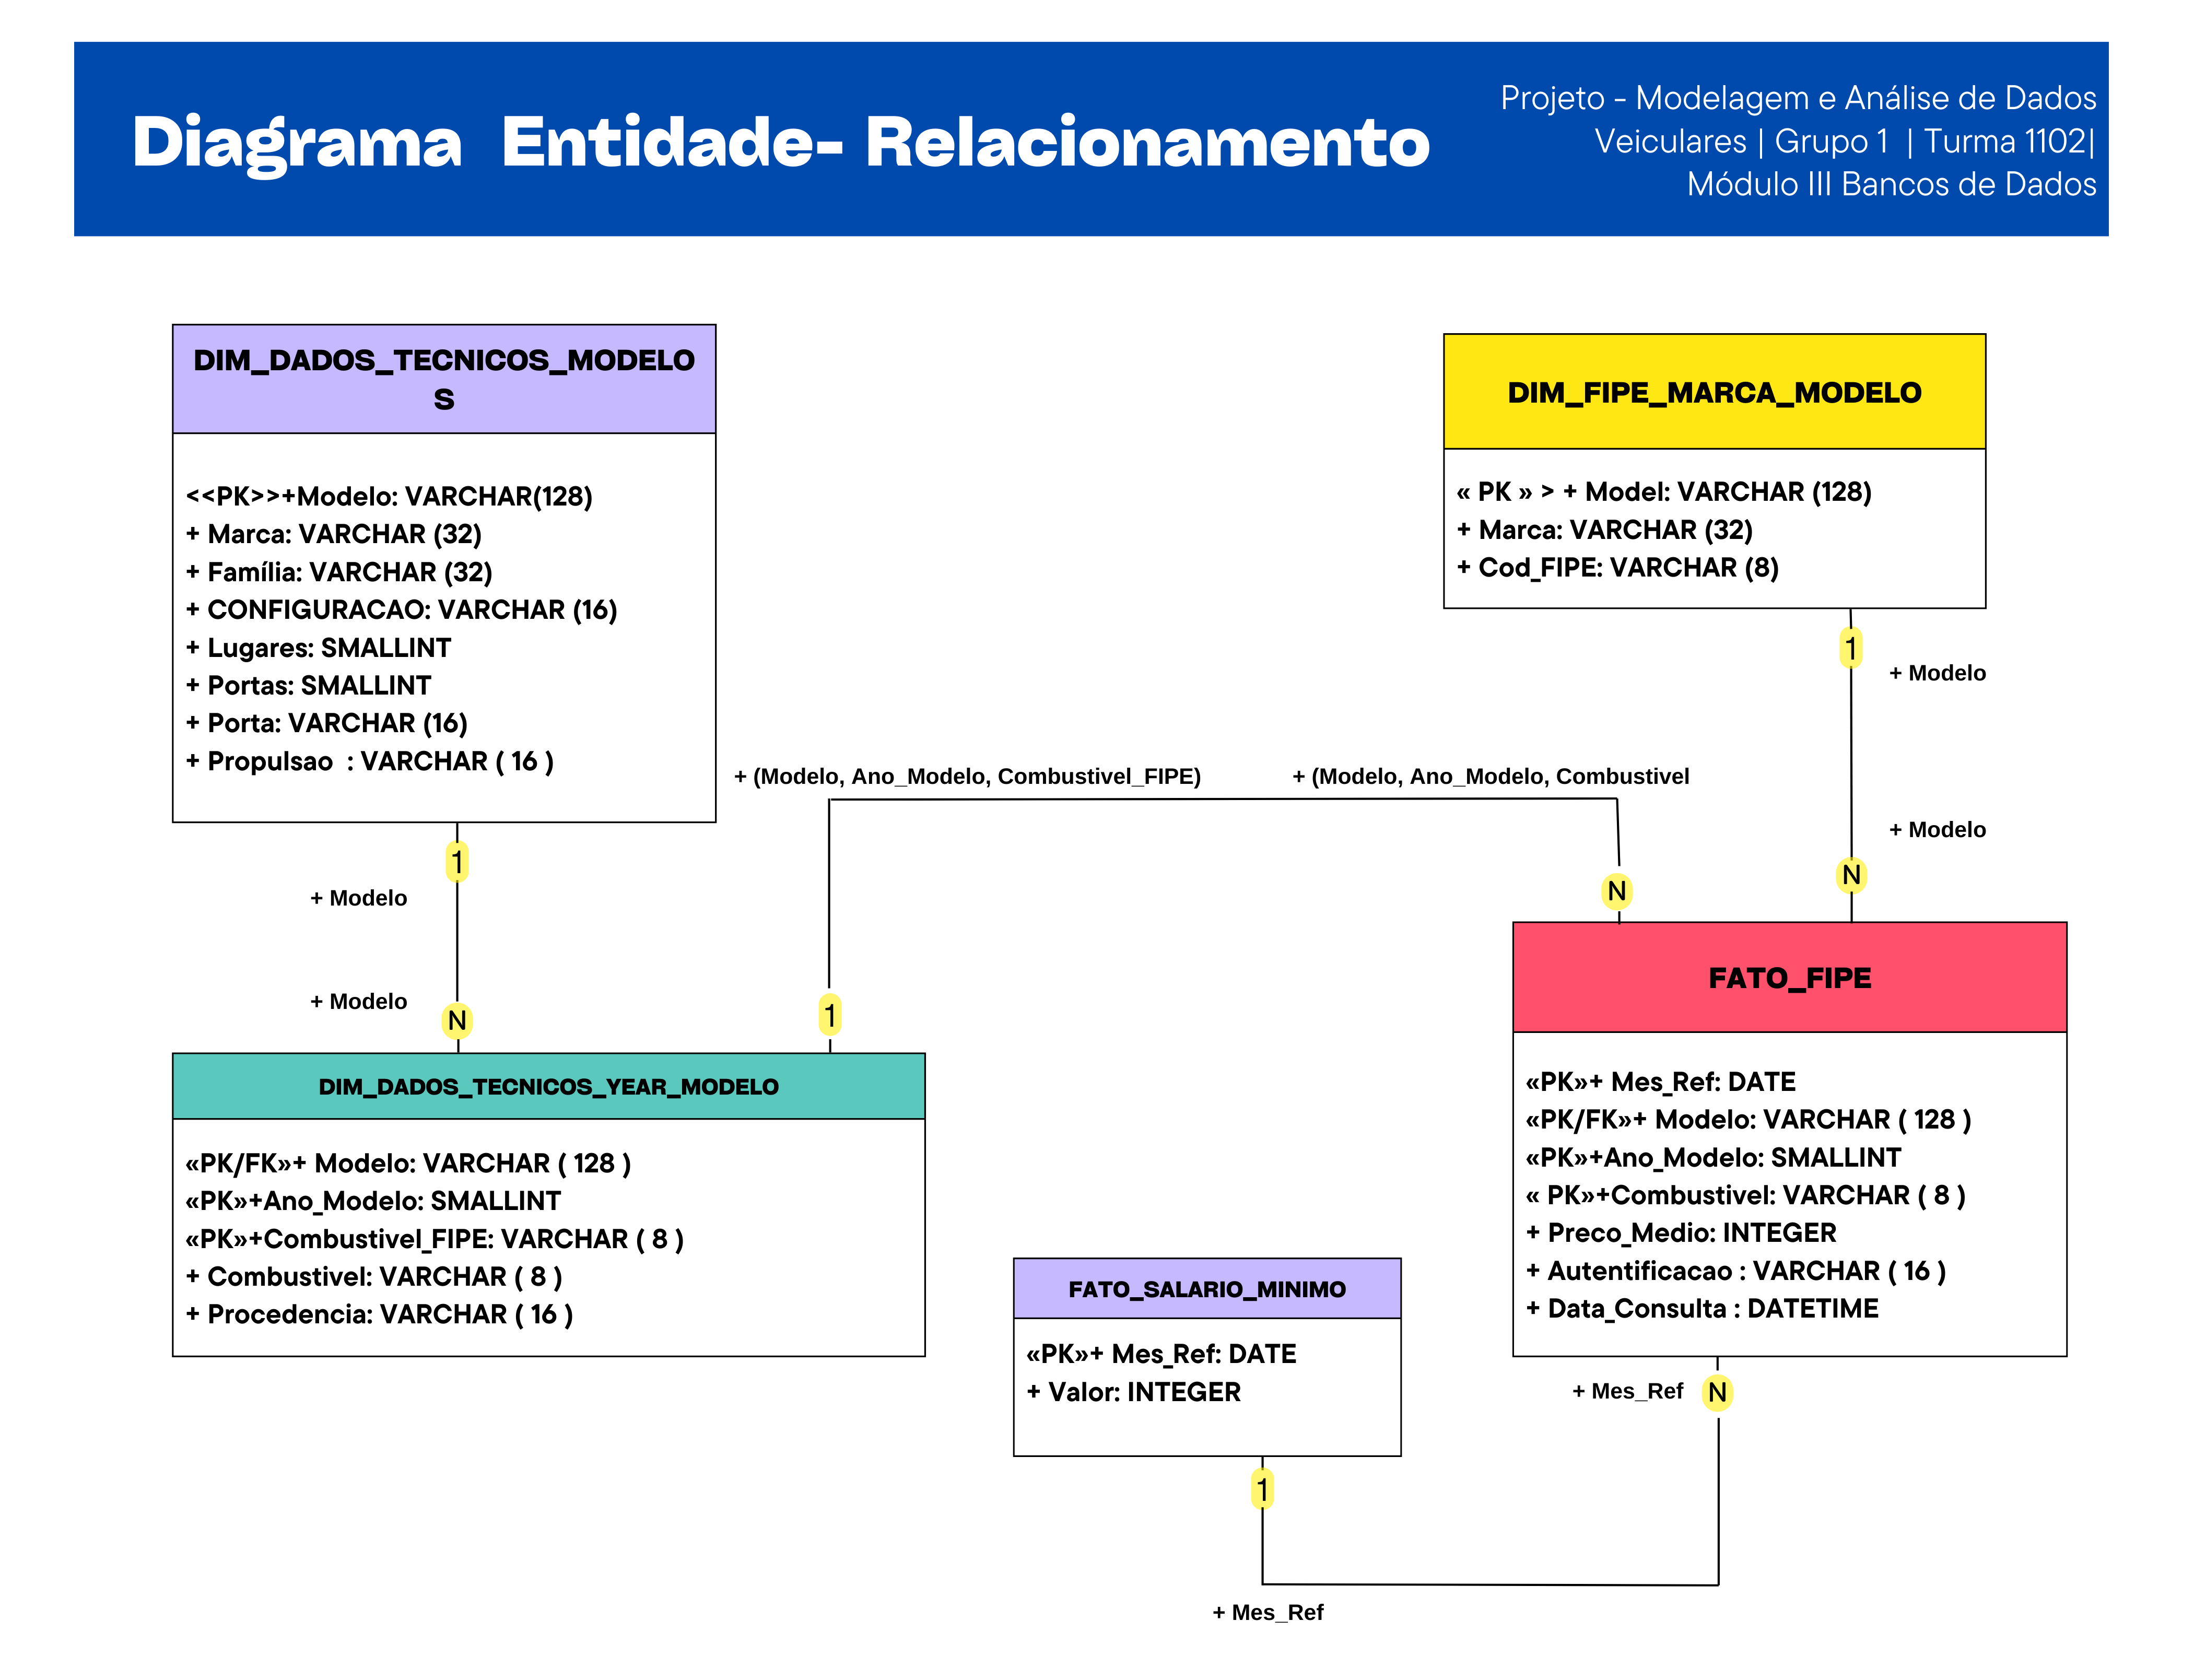 Diagrama Entidade- Relacionamento
Projeto - Modelagem e Análise de Dados
Veiculares | Grupo 1 | Turma 1102|
Módulo III Bancos de Dados
DIM_DADOS_TECNICOS_MODELO
S
<<PK>>+Modelo: VARCHAR(128)
+ Marca: VARCHAR (32)
+ Família: VARCHAR (32)
+ CONFIGURACAO: VARCHAR (16)
+ Lugares: SMALLINT
+ Portas: SMALLINT
+ Porta: VARCHAR (16)
+ Propulsao : VARCHAR ( 16 )
DIM_FIPE_MARCA_MODELO
« PK » > + Model: VARCHAR (128)
+ Marca: VARCHAR (32)
+ Cod_FIPE: VARCHAR (8)
1
+ Modelo
+ Modelo
N
+ (Modelo, Ano_Modelo, Combustivel_FIPE)
+ (Modelo, Ano_Modelo, Combustivel
1
N
1
+ Modelo
+ Modelo
N
DIM_DADOS_TECNICOS_YEAR_MODELO
«PK/FK»+ Modelo: VARCHAR ( 128 )
«PK»+Ano_Modelo: SMALLINT
«PK»+Combustivel_FIPE: VARCHAR ( 8 )
+ Combustivel: VARCHAR ( 8 )
+ Procedencia: VARCHAR ( 16 )
FATO_FIPE
«PK»+ Mes_Ref: DATE
«PK/FK»+ Modelo: VARCHAR ( 128 )
«PK»+Ano_Modelo: SMALLINT
« PK»+Combustivel: VARCHAR ( 8 )
+ Preco_Medio: INTEGER
+ Autentificacao : VARCHAR ( 16 )
+ Data_Consulta : DATETIME
FATO_SALARIO_MINIMO
«PK»+ Mes_Ref: DATE
+ Valor: INTEGER
+ Mes_Ref
N
1
+ Mes_Ref